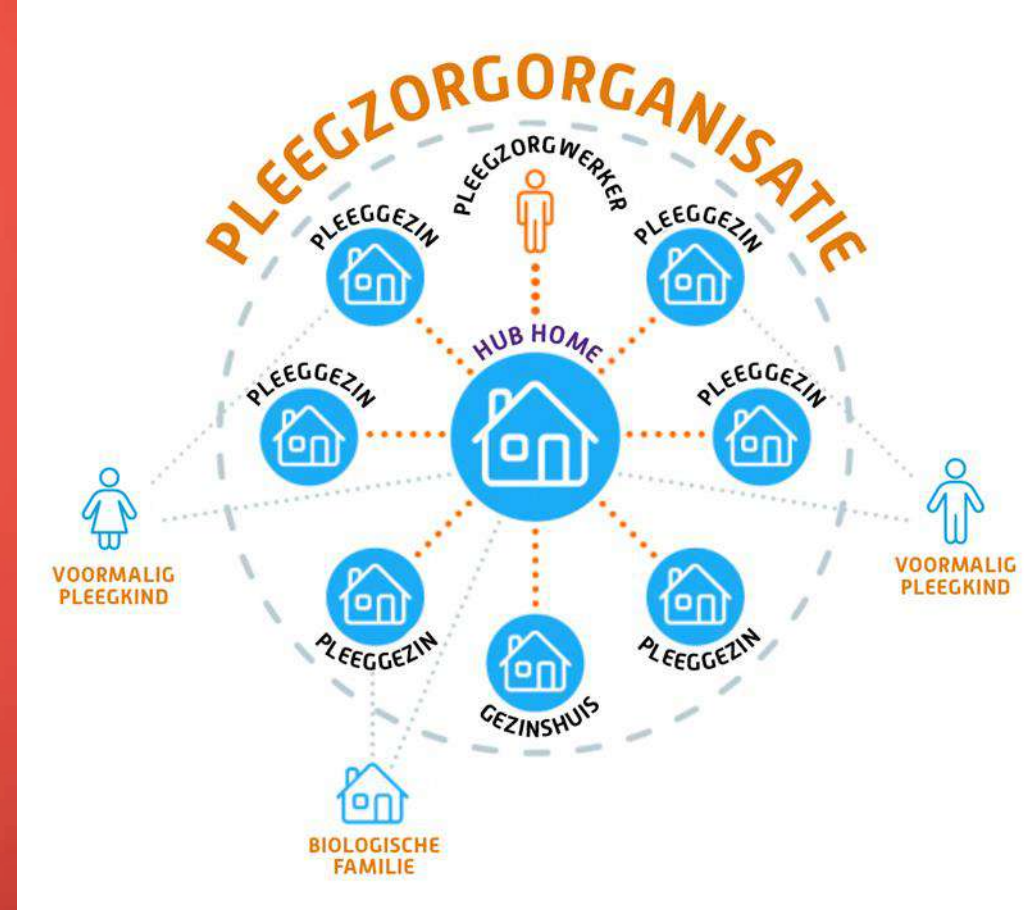 PLEEGZORGORGANISATIE
PLEEGZORGWERKER
PLEEGGEZIN
PLEEGGEZIN
HUB HOME
PLEEGGEZIN
PLEEGGEZIN
VOORMALIG
PLEEGKIND
VOORMALIG
PLEEGKIND
PLEEGGEZIN
PLEEGGEZIN
GEZINSHUIS
BIOLOGISCHE
FAMILIE